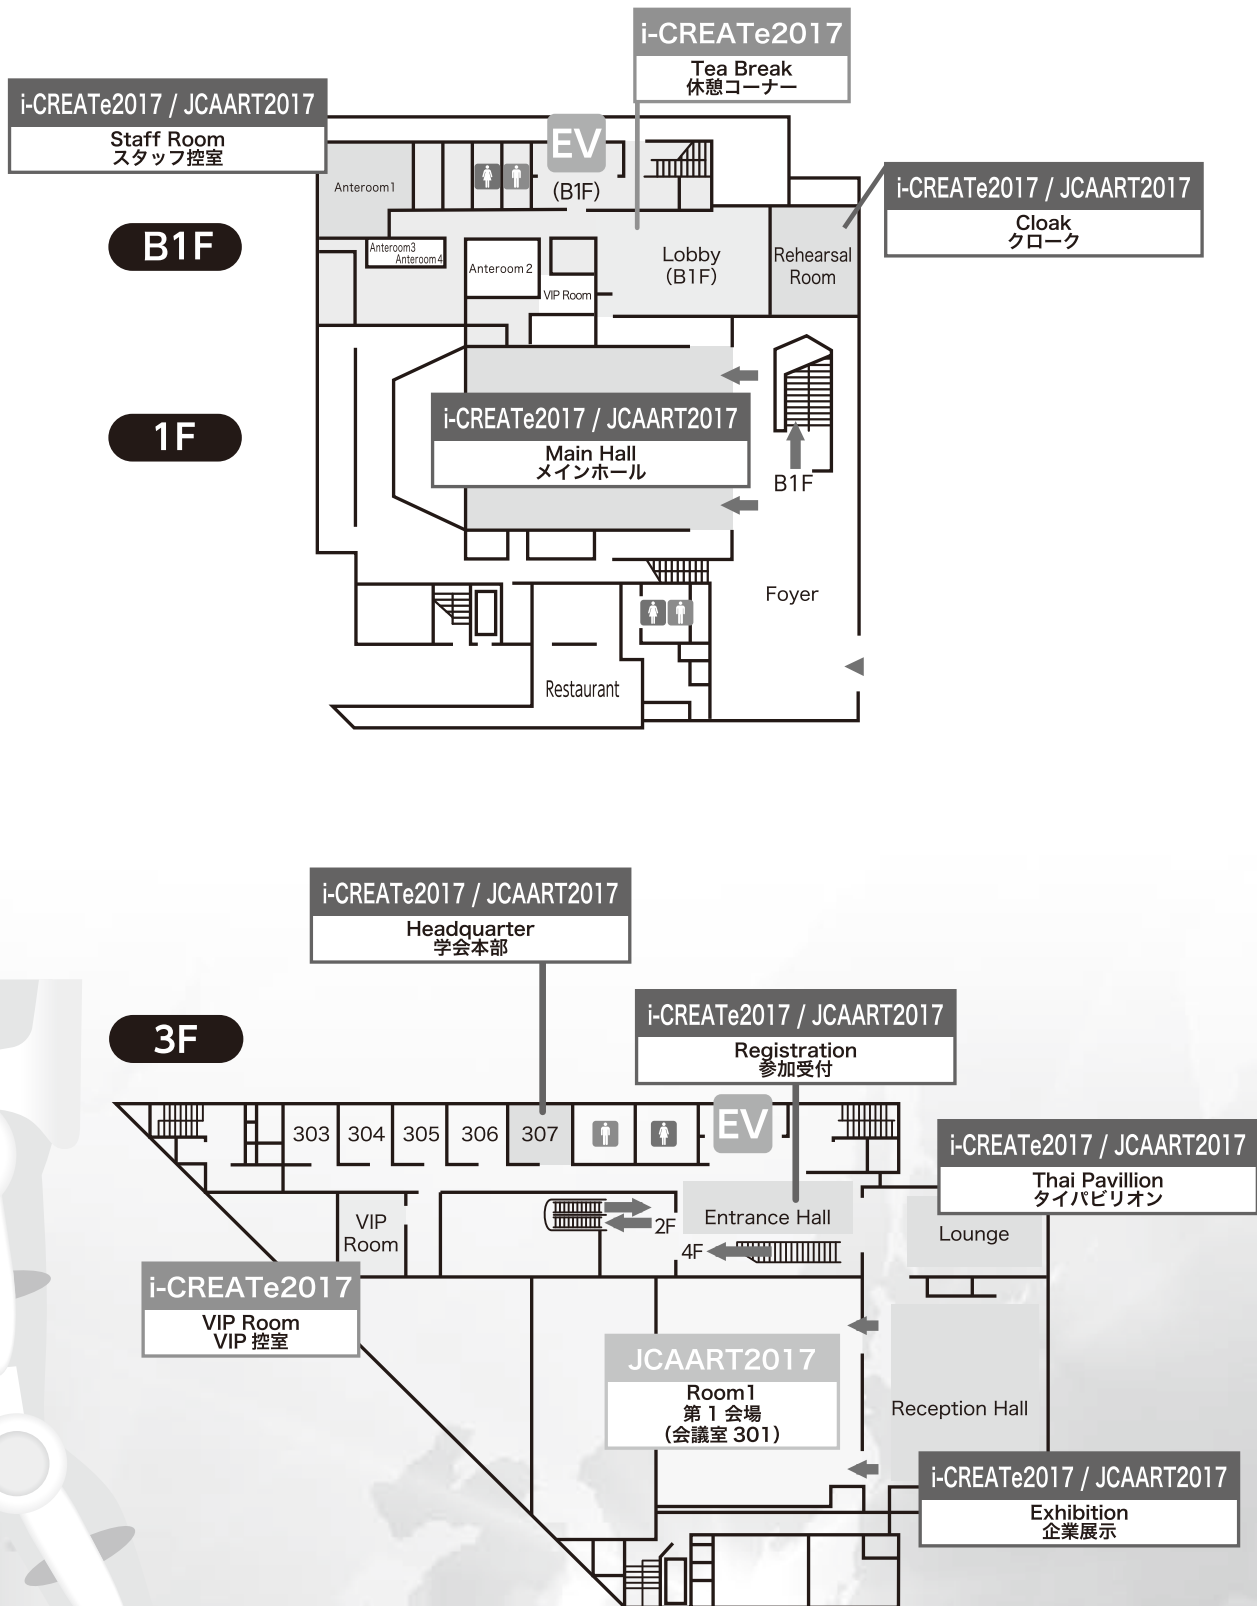 i-CREATe2017
Tea Break
休憩コーナー
i-CREATe2017 / JCAART2017
Staff Room
スタッフ控室
EV
(B1F)
Anteroom1
i-CREATe2017 / JCAART2017
Cloak
クローク
B1F
Anteroom3
Anteroom4
Anteroom2
VIP Room
Lobby
(B1F)
Rehearsal
Room
1F
i-CREATe2017 / JCAART2017
Main Hall
メインホール
B1F
Foyer
Restaurant
i-CREATe2017 / JCAART2017
Headquarter
学会本部
3F
i-CREATe2017 / JCAART2017
Registration
参加受付
303
304
305
306
307
EV
i-CREATe2017 / JCAART2017
Thai Pavillion
タイパビリオン
VIP
Room
2F
4F
Entrance Hall
Lounge
i-CREATe2017
VIP Room
VIP 控室
JCAART2017
Room1
第 1 会場
(会議室 301)
Reception Hall
i-CREATe2017 / JCAART2017
Exhibition
企業展示